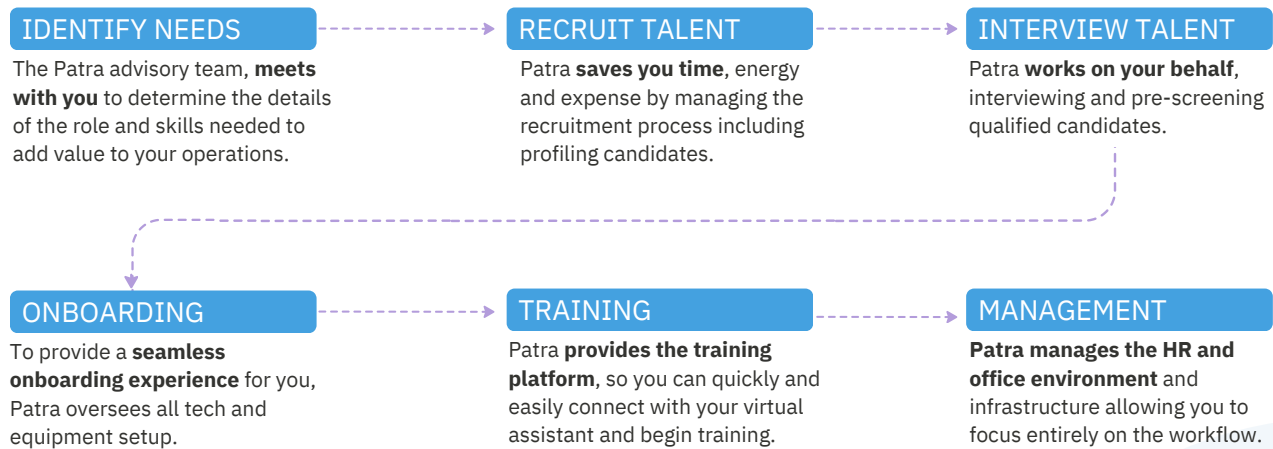 IDENTIFY NEEDS
The Patra advisory team, meets
with you to determine the details
of the role and skills needed to
add value to your operations.
RECRUIT TALENT
Patra saves you time, energy
and expense by managing the
recruitment process including
profiling candidates.
INTERVIEW TALENT
Patra works on your behalf,
interviewing and pre-screening
qualified candidates.
ONBOARDING
To provide a seamless
onboarding experience for you,
Patra oversees all tech and
equipment setup.
TRAINING
Patra provides the training
platform, so you can quickly and
easily connect with your virtual
assistant and begin training.
MANAGEMENT
Patra manages the HR and
office environment and
infrastructure allowing you to
focus entirely on the workflow.